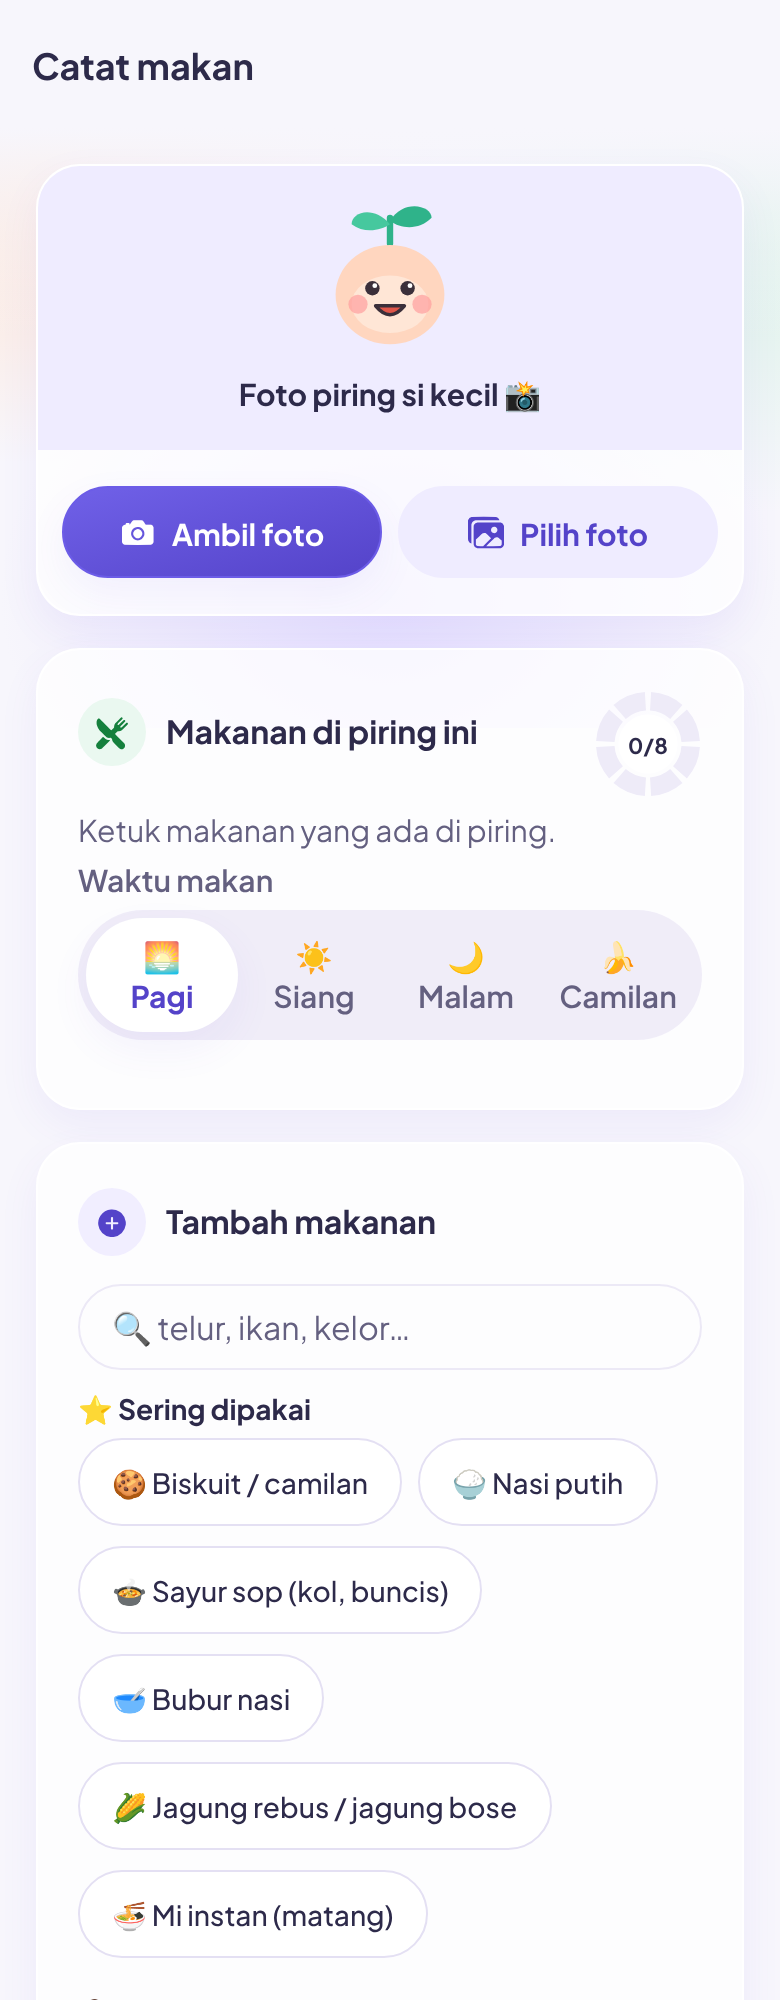 Catat makan
Foto piring si kecil 📸
Ambil foto
Pilih foto
Makanan di piring ini
0/8
Ketuk makanan yang ada di piring.
Waktu makan
🌅 Pagi
☀️ Siang
🌙 Malam
🍌 Camilan
Tambah makanan
🔍 telur, ikan, kelor...
⭐ Sering dipakai
🍪 Biskuit / camilan
🍚 Nasi putih
🍲 Sayur sop (kol, buncis)
🥣 Bubur nasi
🌽 Jagung rebus / jagung bose
🍜 Mi instan (matang)